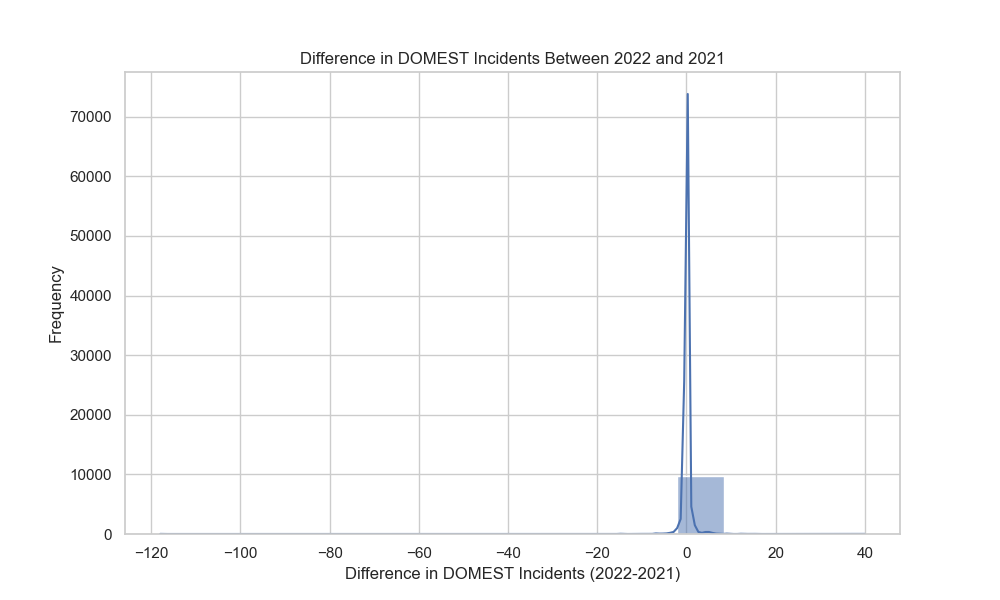 Difference in DOMEST Incidents Between 2022 and 2021
Frequency
70000
60000
50000
40000
30000
20000
10000
0
−120 −100 −80 −60 −40 −20 0 20 40
Difference in DOMEST Incidents (2022-2021)